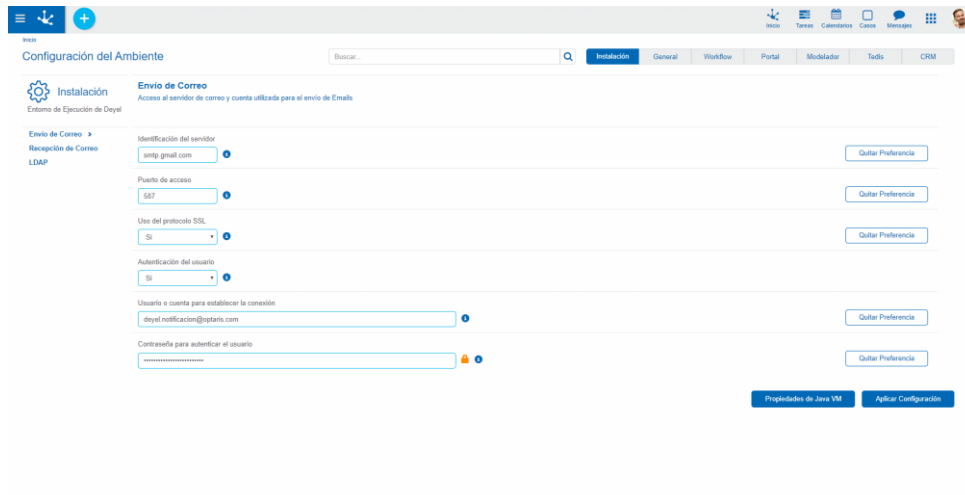 Inicio
Tareas
Calendarios
Casos
Mensajes
Inicio
Configuración del Ambiente
Buscar...
Instalación
General
Workflow
Portal
Modelador
Tedis
CRM
Instalación
Entorno de Ejecución de Deyel
Envío de Correo
Acceso al servidor de correo y cuenta utilizada para el envío de Emails
Envío de Correo >
Recepción de Correo
LDAP
Identificación del servidor
smtp.gmail.com
Quitar Preferencia
Puerto de acceso
587
Quitar Preferencia
Uso del protocolo SSL
Si
Quitar Preferencia
Autenticación del usuario
Si
Usuario o cuenta para establecer la conexión
deyel.notificacion@optaris.com
Quitar Preferencia
Contraseña para autenticar el usuario
Quitar Preferencia
Propiedades de Java VM
Aplicar Configuración